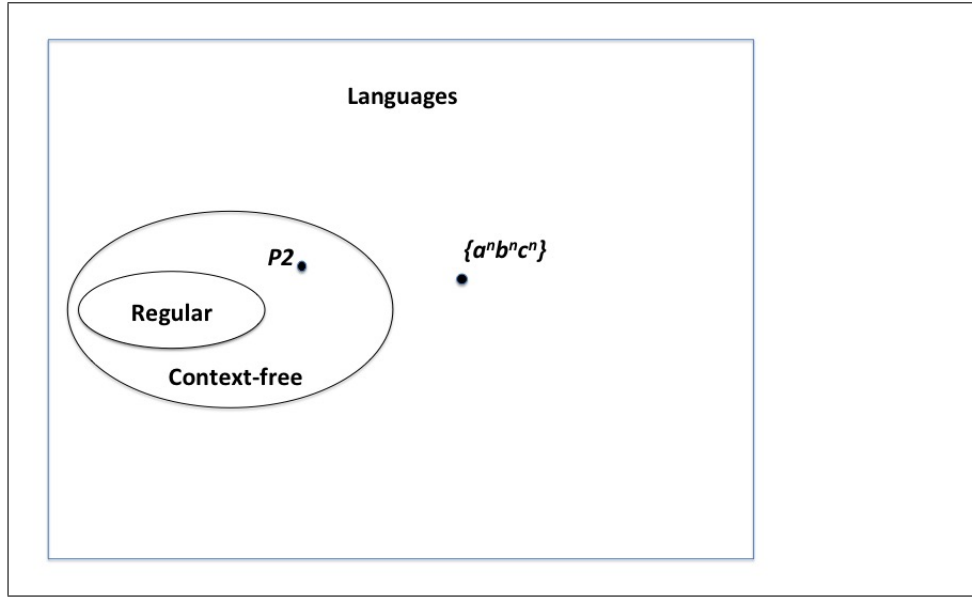 Languages
{aⁿbⁿcⁿ}
P2
Regular
Context-free